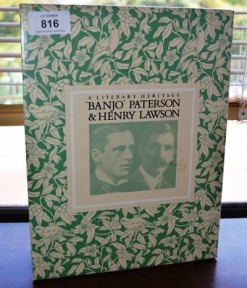 816
A LITERARY HERITAGE
'BANJO' PATERSON
& HENRY LAWSON